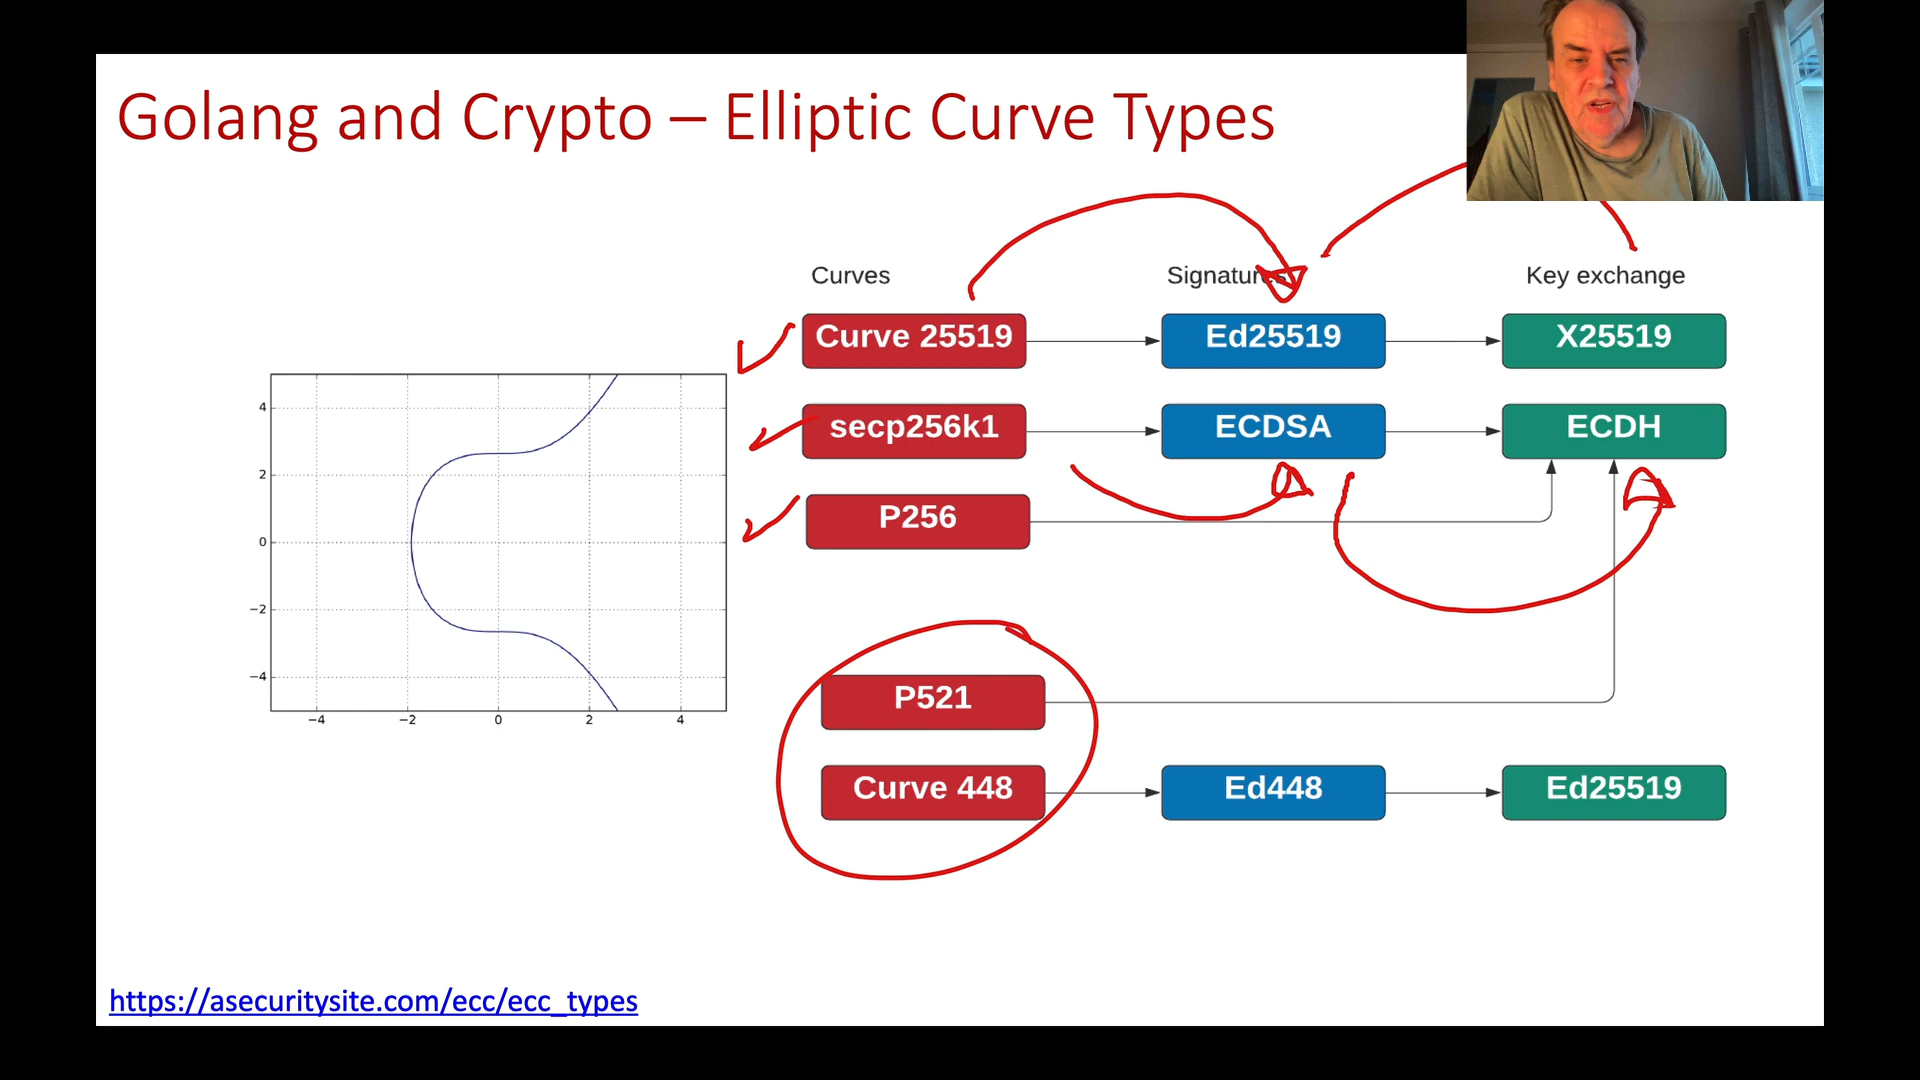 Golang and Crypto – Elliptic Curve Types
Curves Signatures Key exchange
Curve 25519 Ed25519 X25519
secp256k1 ECDSA ECDH
P256
P521
Curve 448 Ed448 Ed25519
4
2
0
−2
−4
−4 −2 0 2 4
https://asecuritysite.com/ecc/ecc_types